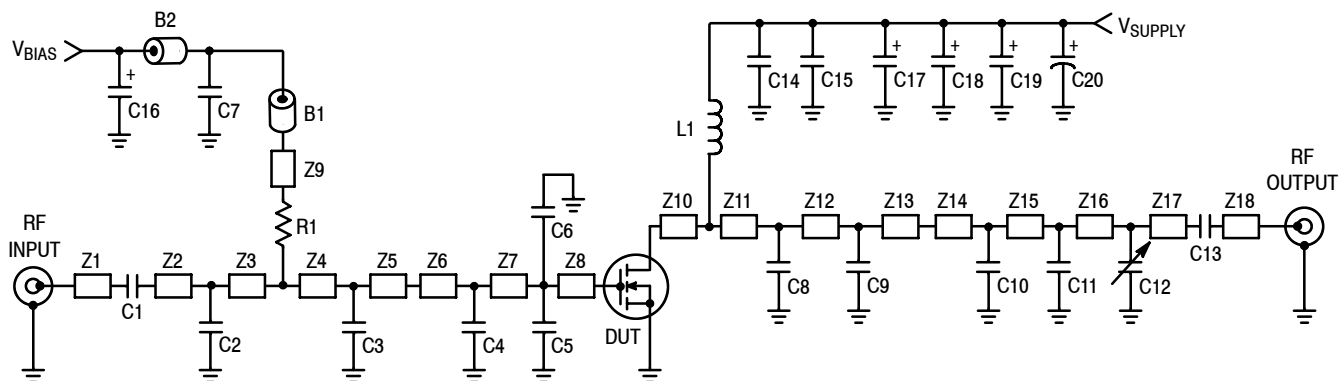 B2
V_BIAS
+
C16
C7
B1
Z9
R1
RF
INPUT
Z1
C1
Z2
C2
Z3
Z4
C3
Z5
Z6
C4
Z7
C6
C5
Z8
DUT
Z10
L1
V_SUPPLY
C14
C15
+
C17
+
C18
+
C19
+
C20
Z11
C8
Z12
C9
Z13
Z14
C10
Z15
C11
Z16
C12
Z17
C13
Z18
RF
OUTPUT